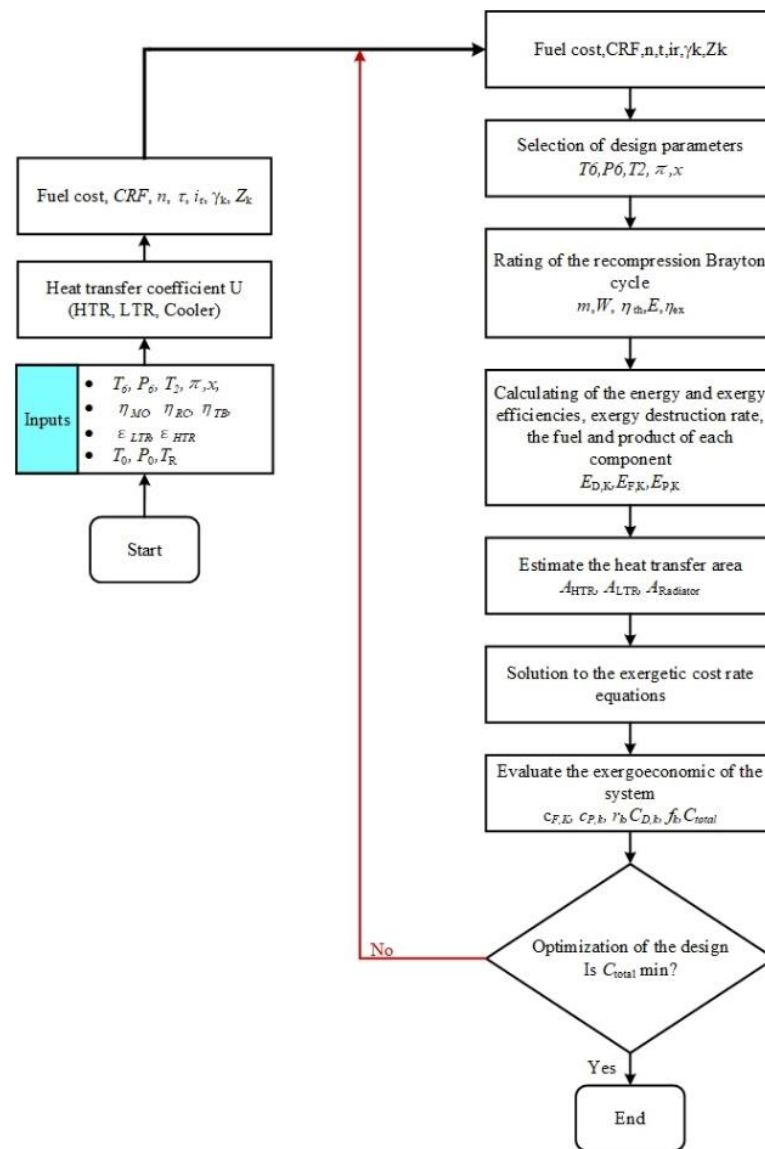 Start
Inputs
• T6, P6, T2, π,x,
• ηMO ηRO ηTB,
• εLTR, εHTR
• T0, P0,TR
Heat transfer coefficient U
(HTR, LTR, Cooler)
Fuel cost, CRF, n, τ, ir, γk, Zk
Fuel cost,CRF,n,t,ir,γk,Zk
Selection of design parameters
T6,P6,T2, π,x
Rating of the recompression Brayton
cycle
m,W, ηth,E,ηex
Calculating of the energy and exergy
efficiencies, exergy destruction rate,
the fuel and product of each
component
ED,K,EF,K,EP,K
Estimate the heat transfer area
AHTR, ALTR, ARadiator
Solution to the exergetic cost rate
equations
Evaluate the exergoeconomic of the
system
cF,K, cP,k, rk,CD,k, fk,Ctotal
Optimization of the design
Is Ctotal min?
No
Yes
End